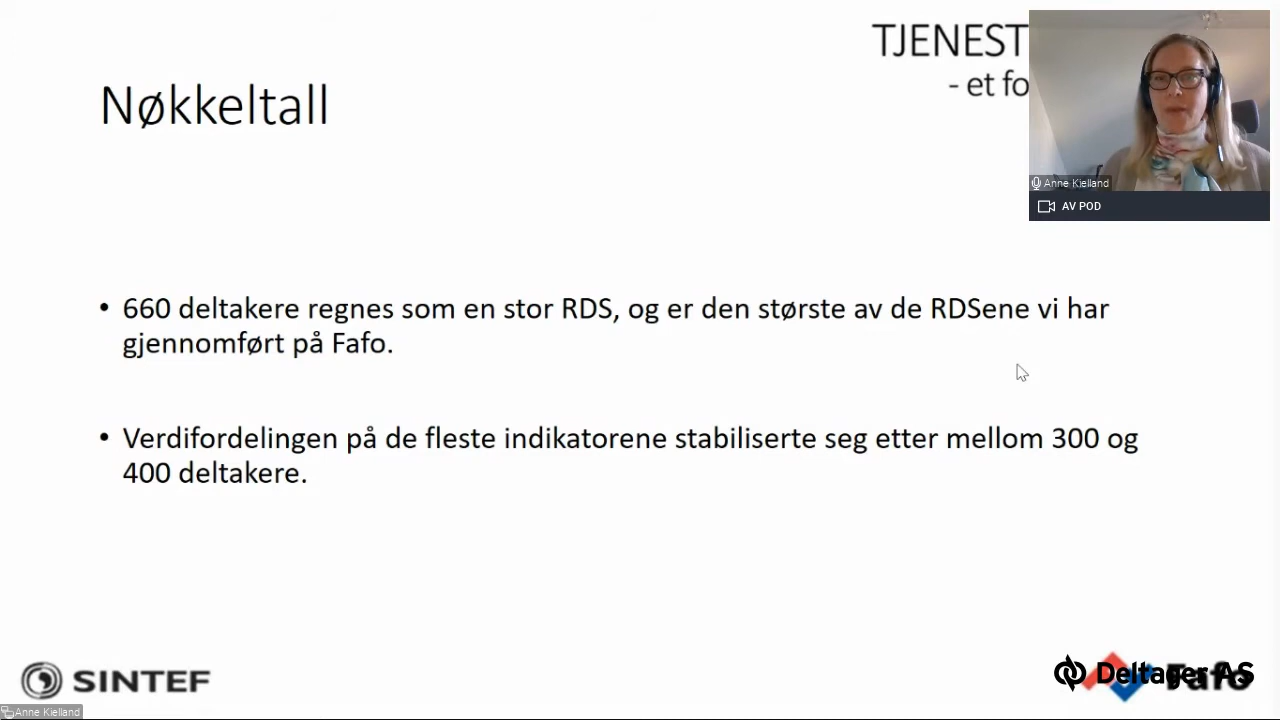 TJENEST
- et fo
Nøkkeltall
Anne Kielland
AV POD
• 660 deltakere regnes som en stor RDS, og er den største av de RDSene vi har
gjennomført på Fafo.
• Verdifordelingen på de fleste indikatorene stabiliserte seg etter mellom 300 og
400 deltakere.
SINTEF
Deltager AS
Fafo
Anne Kielland